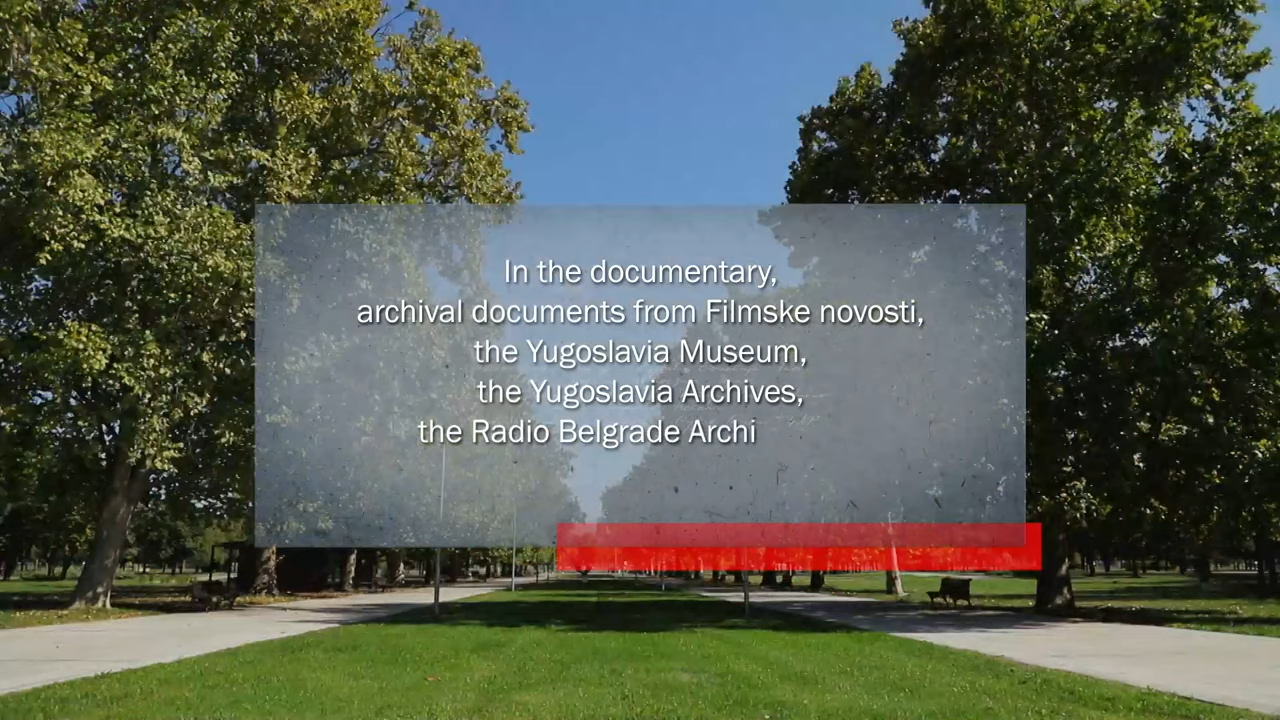 In the documentary,
archival documents from Filmske novosti,
the Yugoslavia Museum,
the Yugoslavia Archives,
the Radio Belgrade Archi